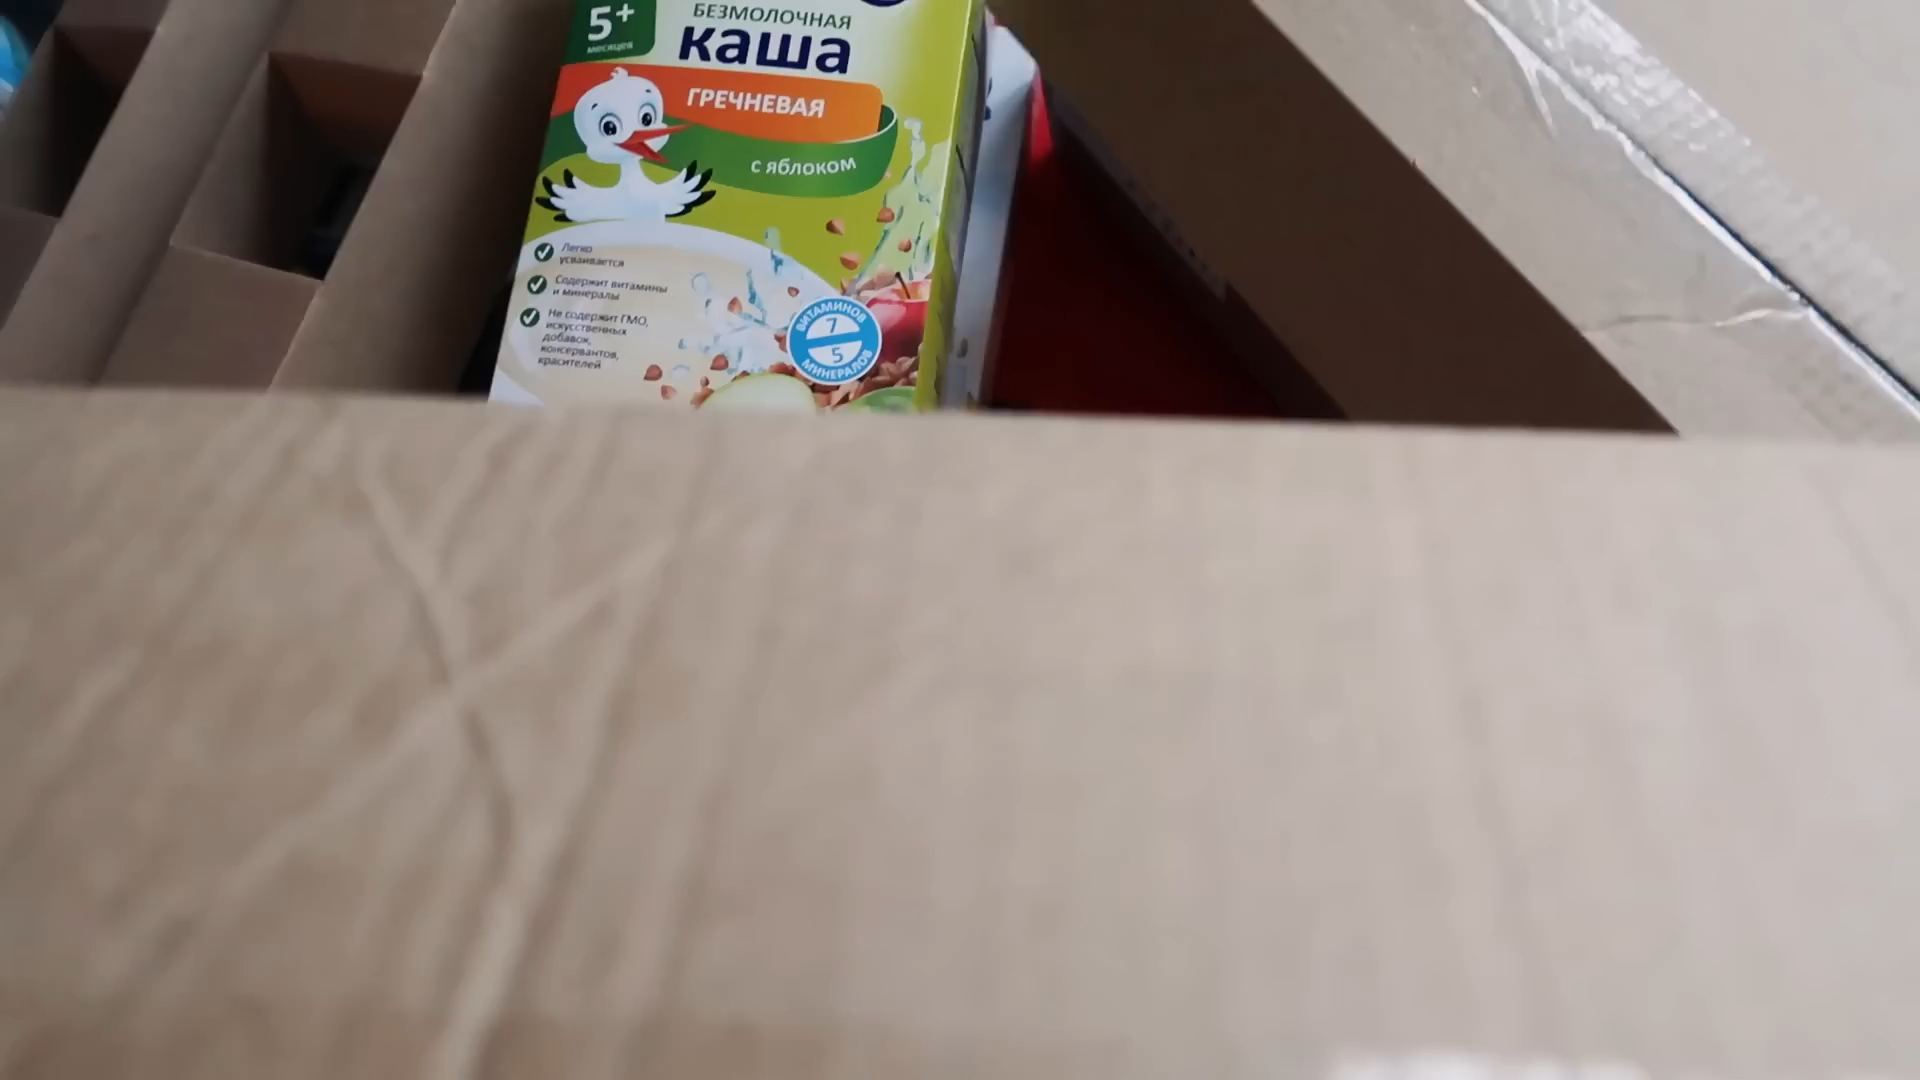 5+
месяцев
БЕЗМОЛОЧНАЯ
каша
ГРЕЧНЕВАЯ
с яблоком
Легко
усваивается
Содержит витамины
и минералы
Не содержит ГМО,
искусственных
добавок,
консервантов,
красителей
ВИТАМИНОВ
7
5
МИНЕРАЛОВ